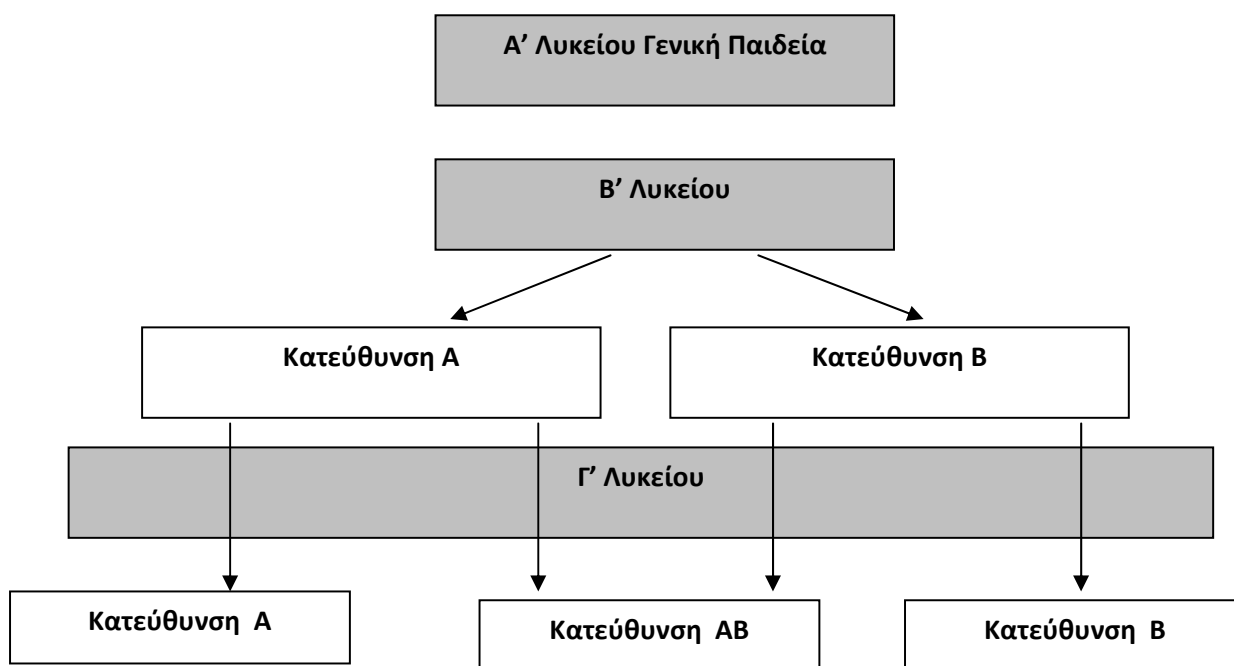 Α’ Λυκείου Γενική Παιδεία
Β’ Λυκείου
Κατεύθυνση Α
Κατεύθυνση Β
Γ’ Λυκείου
Κατεύθυνση Α
Κατεύθυνση ΑΒ
Κατεύθυνση Β